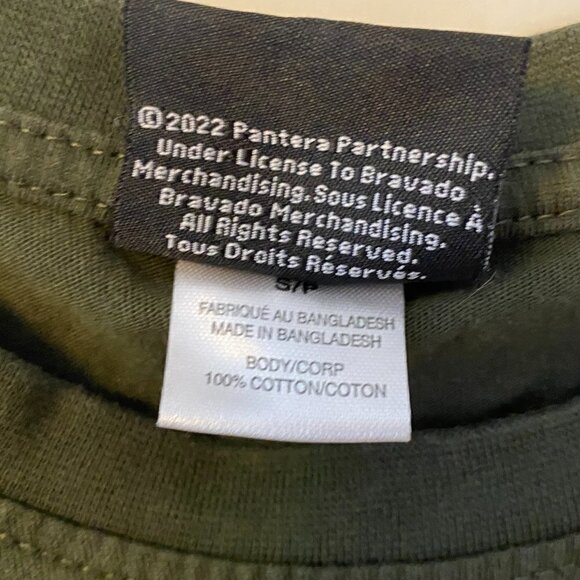 ©2022 Pantera Partnership.
Under License To Bravado
Merchandising. Sous Licence À
Bravado Merchandising.
All Rights Reserved.
Tous Droits Réservés.
S/P
FABRIQUÉ AU BANGLADESH
MADE IN BANGLADESH
BODY/CORP
100% COTTON/COTON